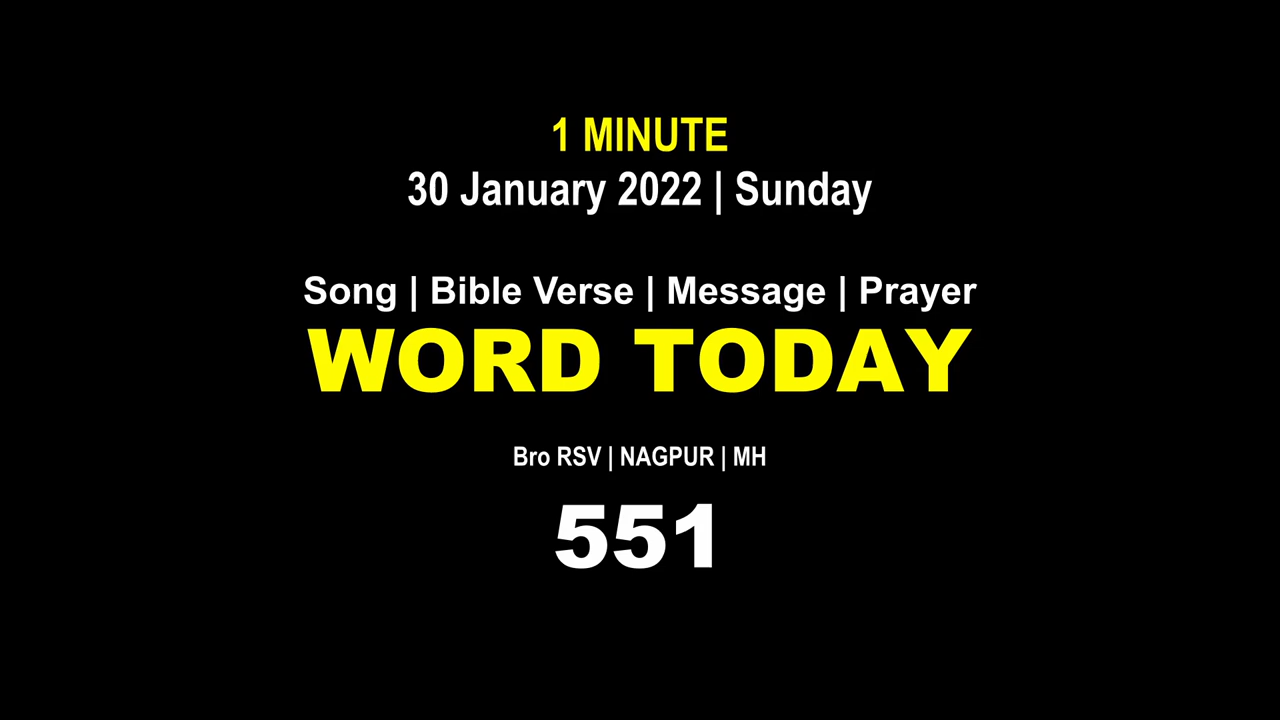 1 MINUTE
30 January 2022 | Sunday
Song | Bible Verse | Message | Prayer
WORD TODAY
Bro RSV | NAGPUR | MH
551